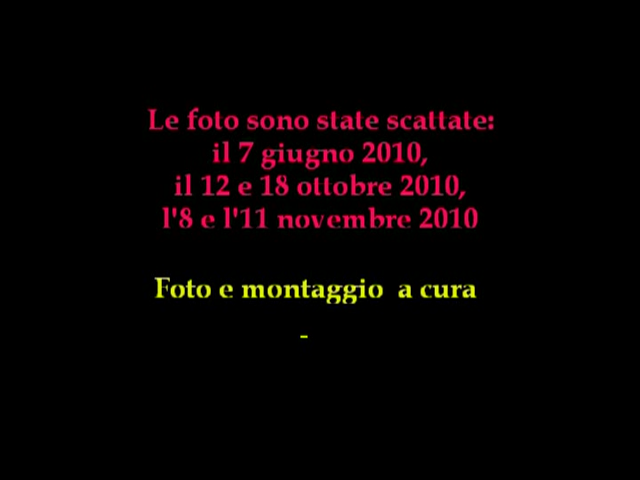 Le foto sono state scattate:
il 7 giugno 2010,
il 12 e 18 ottobre 2010,
l'8 e l'11 novembre 2010
Foto e montaggio a cura
-